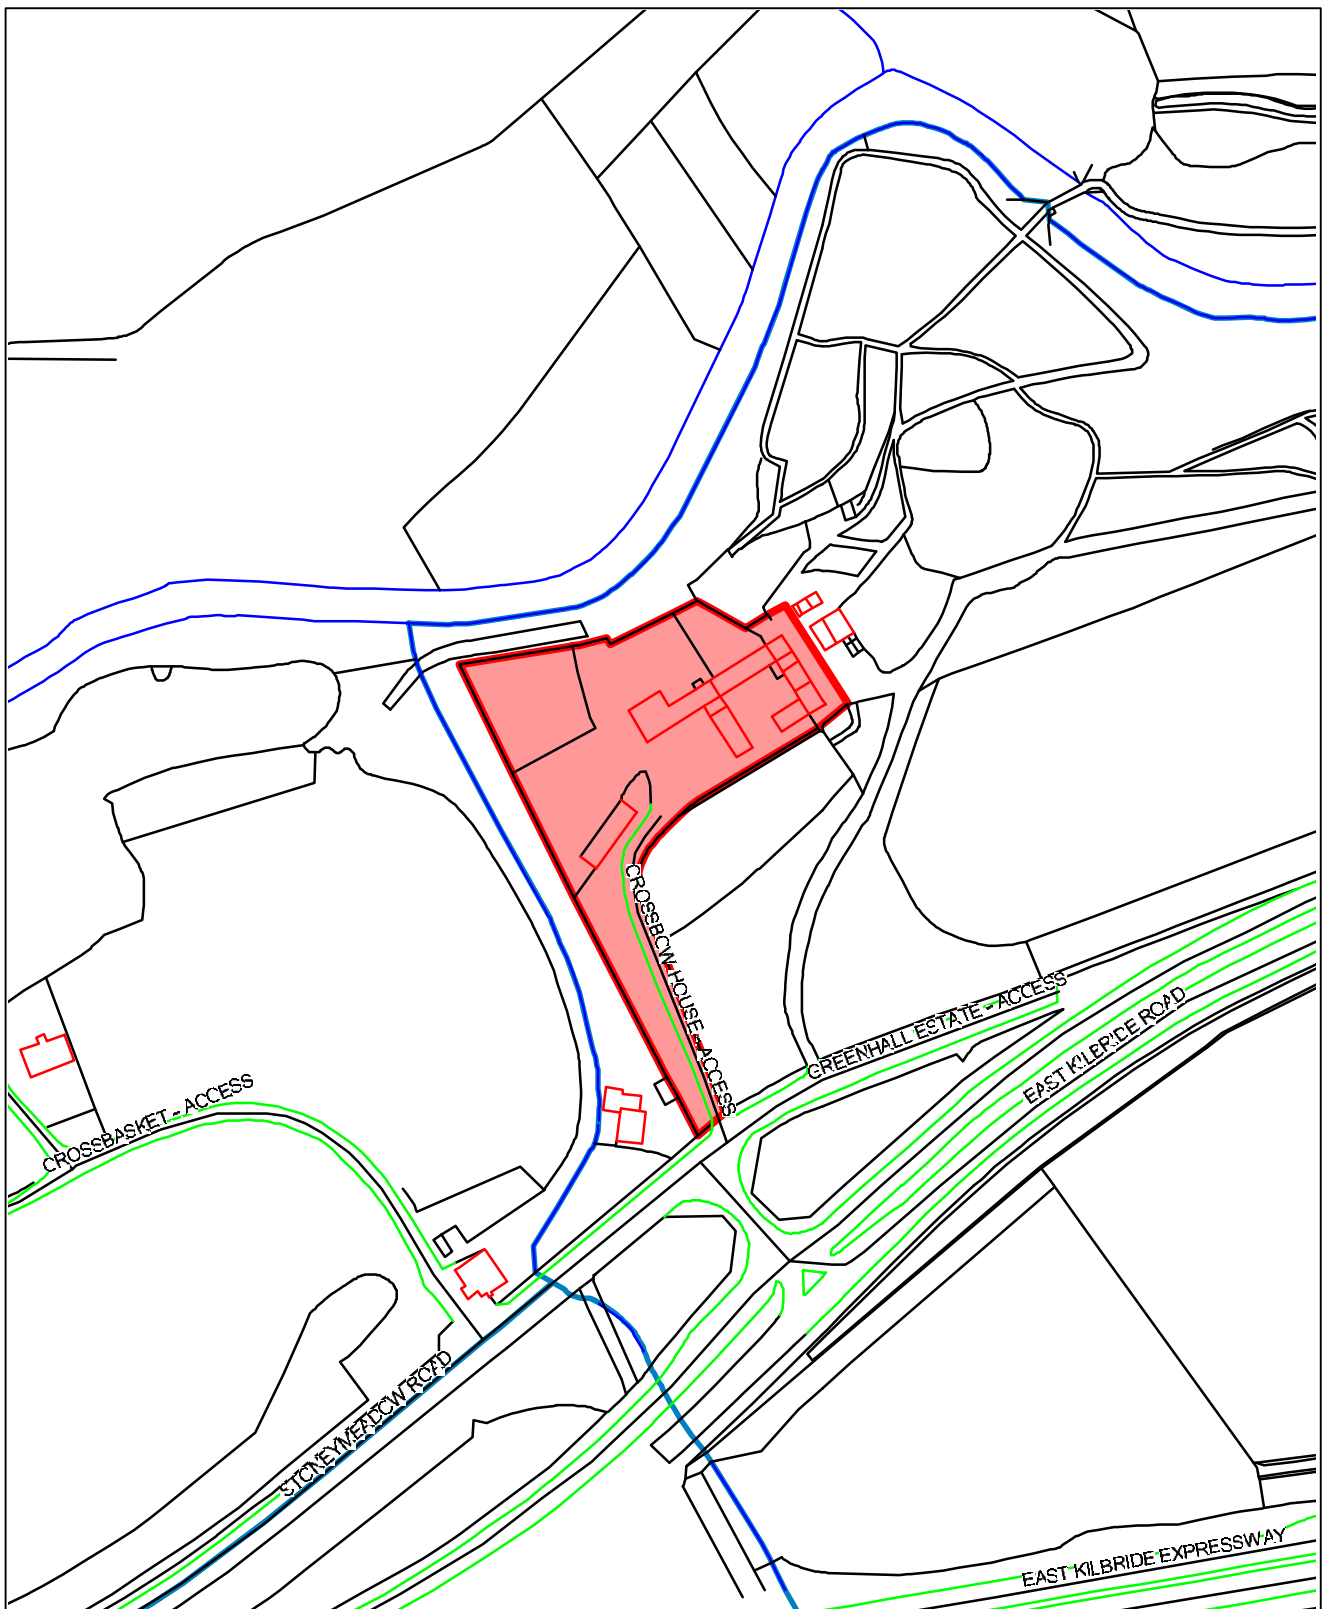 CROSSBOW HOUSE - ACCESS
GREENHALL ESTATE - ACCESS
EAST KILBRIDE ROAD
CROSSBASKET - ACCESS
STONEYMEADOW ROAD
EAST KILBRIDE EXPRESSWAY